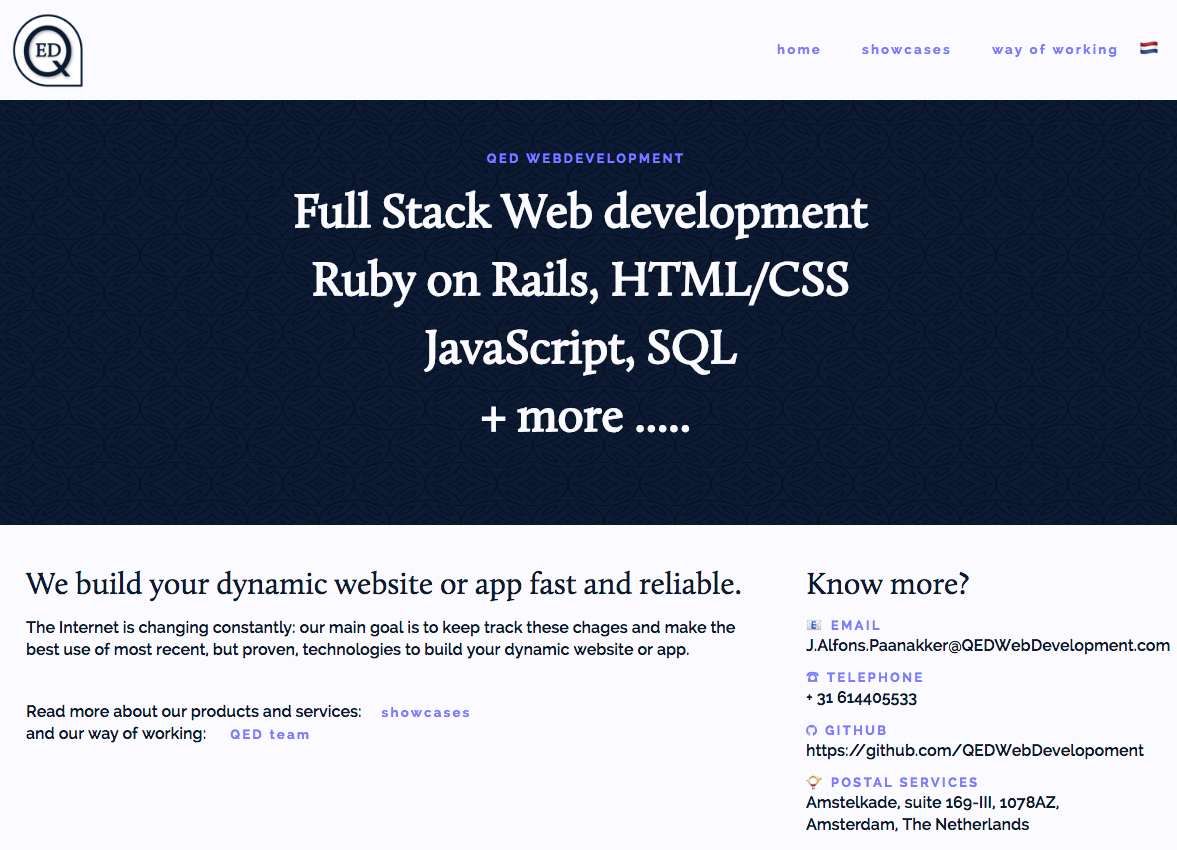 ED
Q
home showcases way of working
QED WEBDEVELOPMENT
Full Stack Web development
Ruby on Rails, HTML/CSS
JavaScript, SQL
+ more .....
We build your dynamic website or app fast and reliable.
The Internet is changing constantly: our main goal is to keep track these chages and make the
best use of most recent, but proven, technologies to build your dynamic website or app.
Read more about our products and services: showcases
and our way of working: QED team
Know more?
EMAIL
J.Alfons.Paanakker@QEDWebDevelopment.com
TELEPHONE
+ 31 614405533
GITHUB
https://github.com/QEDWebDevelopoment
POSTAL SERVICES
Amstelkade, suite 169-III, 1078AZ,
Amsterdam, The Netherlands